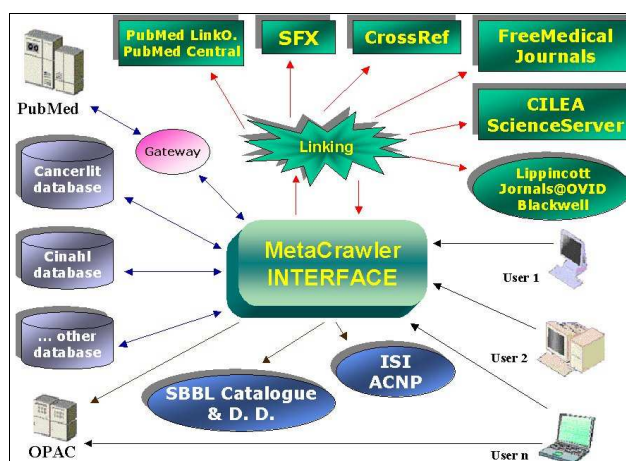 PubMed LinkO.
PubMed Central
SFX
CrossRef
FreeMedical
Journals
PubMed
Gateway
Linking
CILEA
ScienceServer
Cancerlit
database
Lippincott
Jornals@OVID
Blackwell
MetaCrawler
INTERFACE
Cinahl
database
User 1
... other
database
User 2
SBBL Catalogue
& D. D.
ISI
ACNP
OPAC
User n